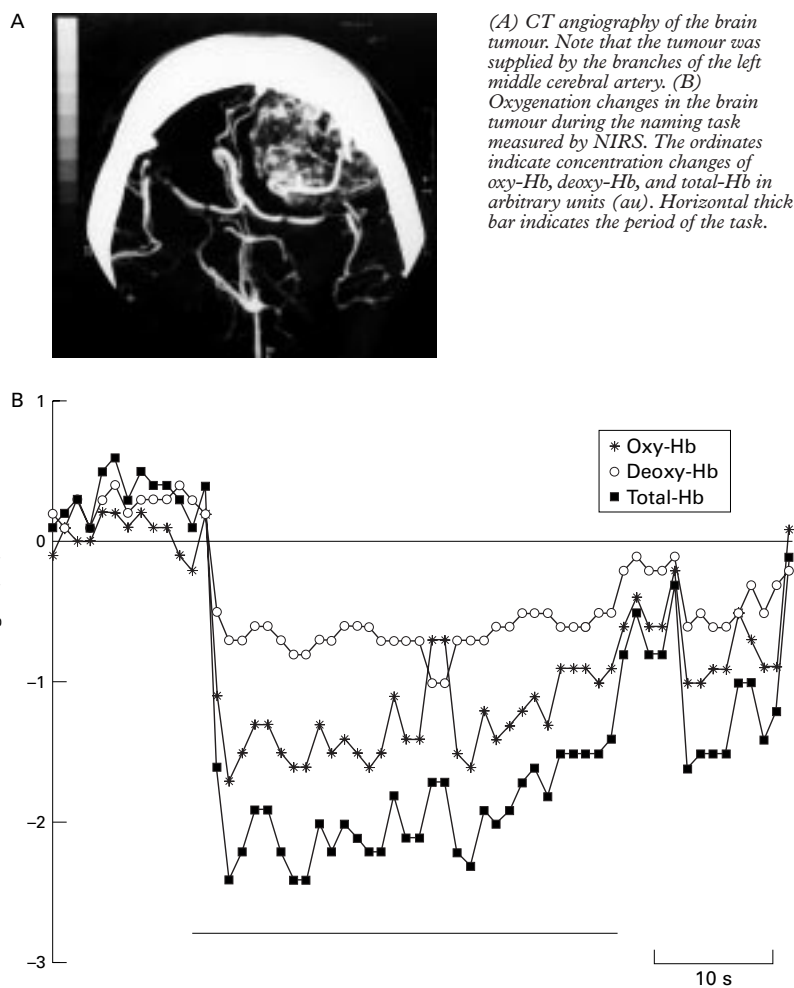 A
(A) CT angiography of the brain
tumour. Note that the tumour was
supplied by the branches of the left
middle cerebral artery. (B)
Oxygenation changes in the brain
tumour during the naming task
measured by NIRS. The ordinates
indicate concentration changes of
oxy-Hb, deoxy-Hb, and total-Hb in
arbitrary units (au). Horizontal thick
bar indicates the period of the task.
B
1
Oxy-Hb
Deoxy-Hb
Total-Hb
0
–1
–2
–3
10 s